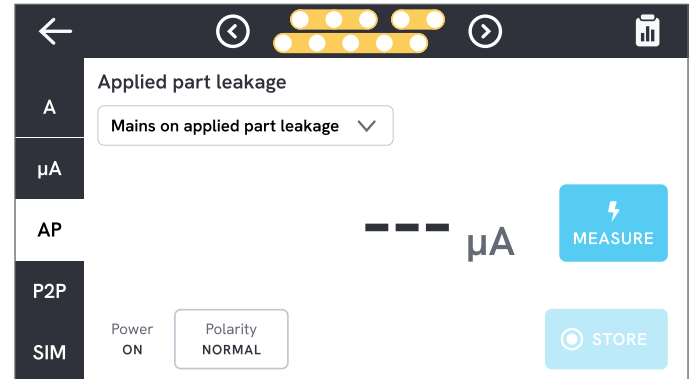 Applied part leakage
A
Mains on applied part leakage
μA
AP
--- μA
MEASURE
P2P
Power
ON
Polarity
NORMAL
STORE
SIM